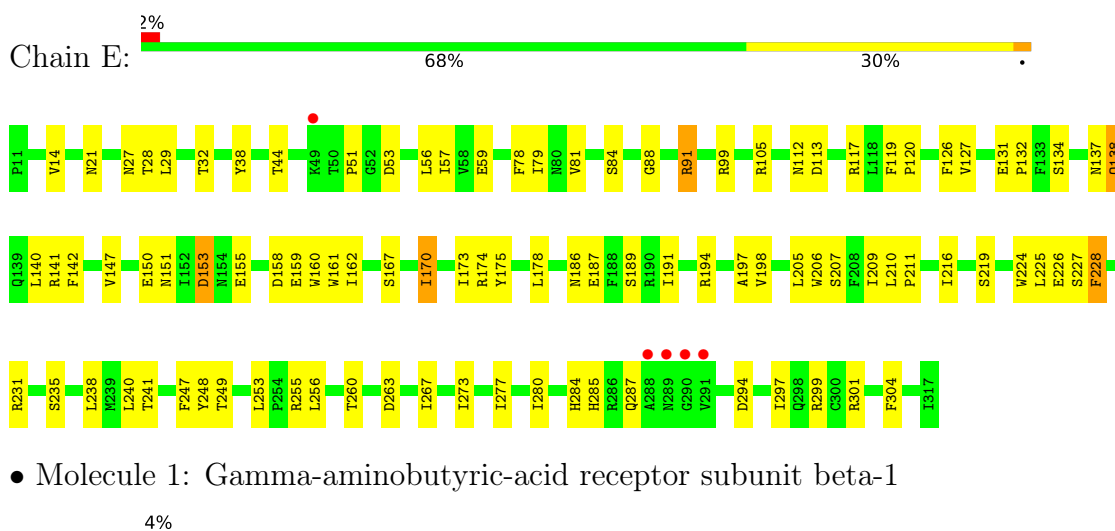 2%
Chain E:
68% 30% •
P11 V14 N21 N27 T28 L29 T32 Y38 T44 K49 T50 P51 G52 D53 L56 I57 V58 E59 F78 I79 N80 V81 S84 G88 R91 R99 R105 N112 D113 R117 L118 F119 P120 F126 V127 E131 P132 F133 S134 N137 Q138
Q139 L140 R141 F142 V147 E150 N151 I152 D153 N154 E155 D158 E159 W160 W161 I162 S167 I170 I173 R174 Y175 L178 N186 E187 F188 S189 R190 I191 R194 A197 V198 L205 W206 S207 F208 I209 L210 P211 I216 S219 W224 L225 E226 S227 F228
R231 S235 L238 M239 L240 T241 F247 Y248 T249 L253 P254 R255 L256 T260 D263 I267 I273 I277 I280 H284 H285 R286 Q287 A288 N289 G290 V291 D294 I297 Q298 R299 C300 R301 F304 I317
• Molecule 1: Gamma-aminobutyric-acid receptor subunit beta-1
4%